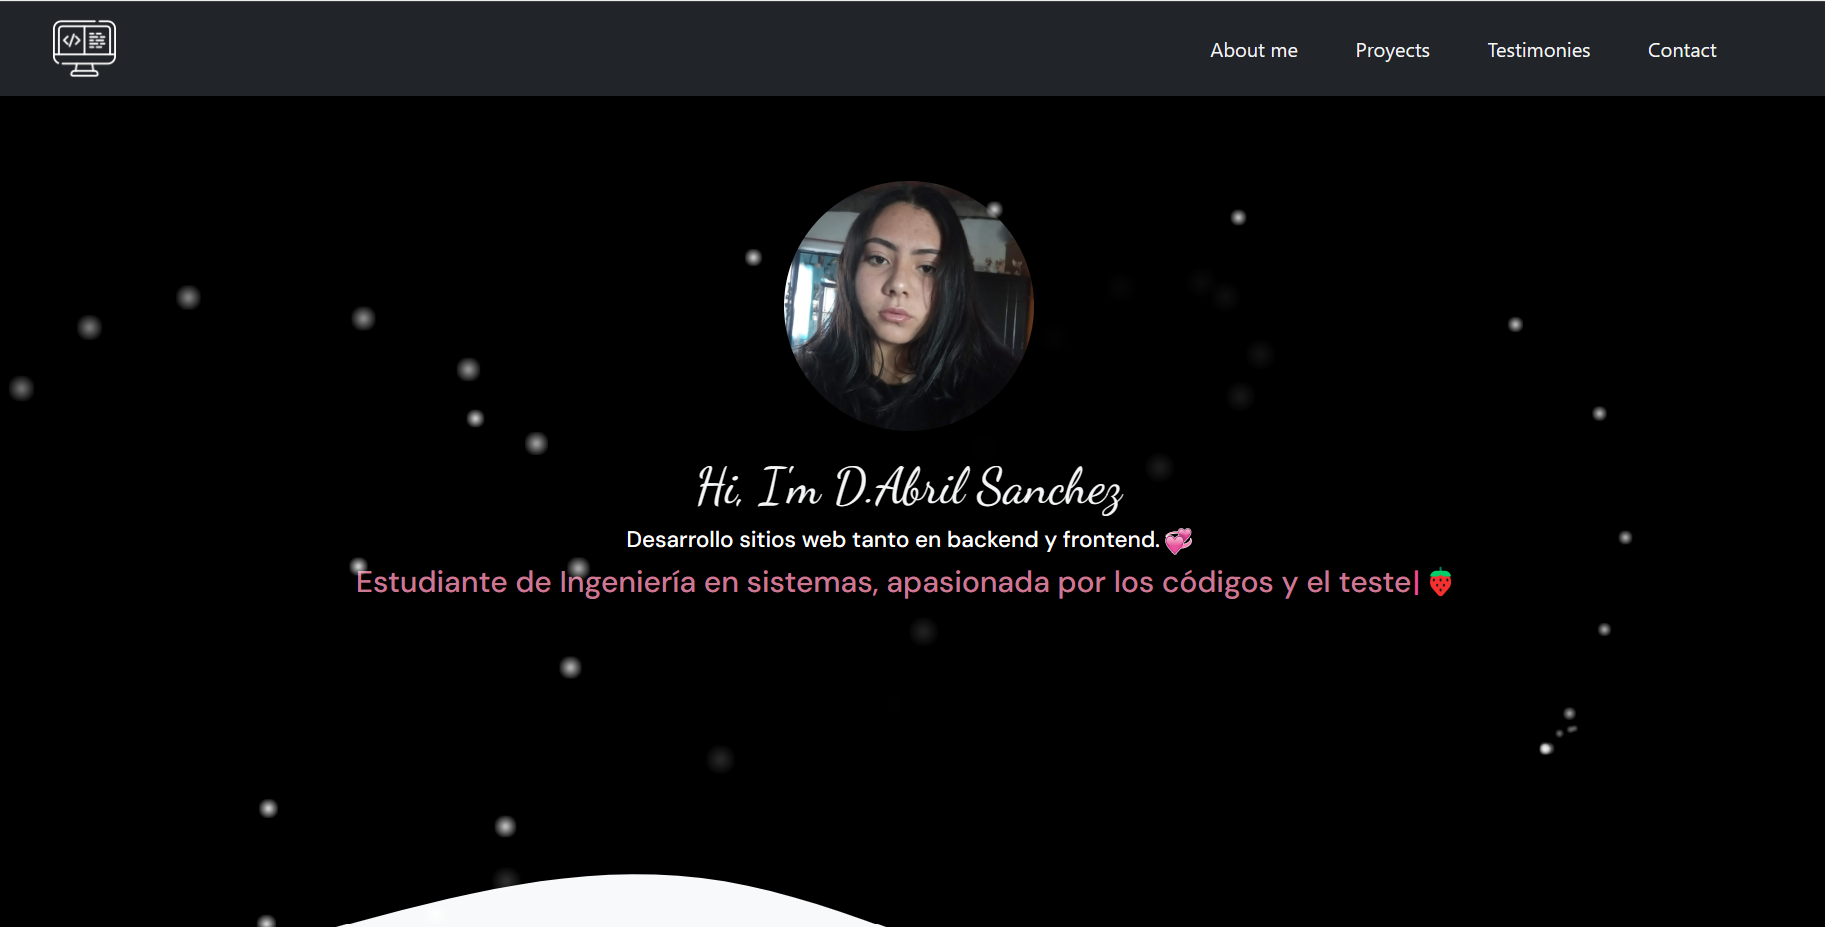 About me
Proyects
Testimonies
Contact
Hi, I'm D.Abril Sanchez
Desarrollo sitios web tanto en backend y frontend. 💞
Estudiante de Ingeniería en sistemas, apasionada por los códigos y el teste| 🍓